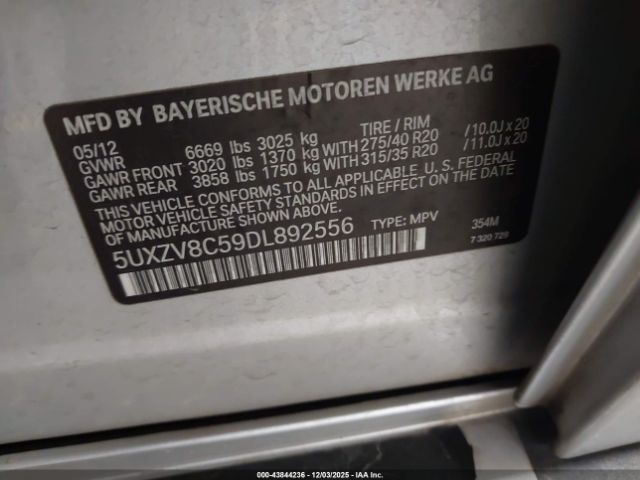 MFD BY BAYERISCHE MOTOREN WERKE AG
05/12 TIRE / RIM
GVWR 6669 lbs 3025 kg
GAWR FRONT 3020 lbs 1370 kg WITH 275/40 R20 /10.0J x 20
GAWR REAR 3858 lbs 1750 kg WITH 315/35 R20 /11.0J x 20
THIS VEHICLE CONFORMS TO ALL APPLICABLE U.S. FEDERAL
MOTOR VEHICLE SAFETY STANDARDS IN EFFECT ON THE DATE
OF MANUFACTURE SHOWN ABOVE.
5UXZV8C59DL892556 TYPE: MPV 354M
7 320 729
00-43844236 - 12/03/2025 - © IAA Inc.